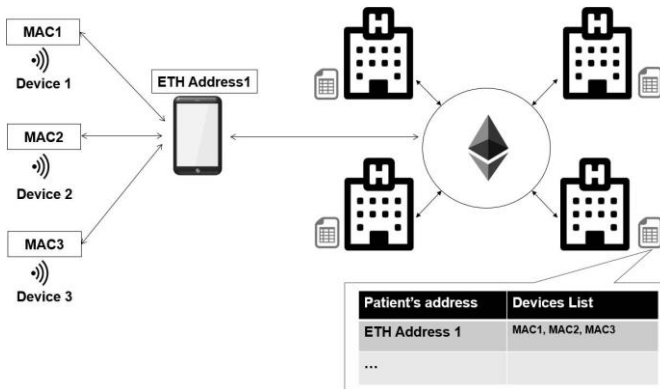 MAC1
Device 1
ETH Address1
MAC2
Device 2
MAC3
Device 3
H
H
H
H
Patient's address Devices List
ETH Address 1 MAC1, MAC2, MAC3
...